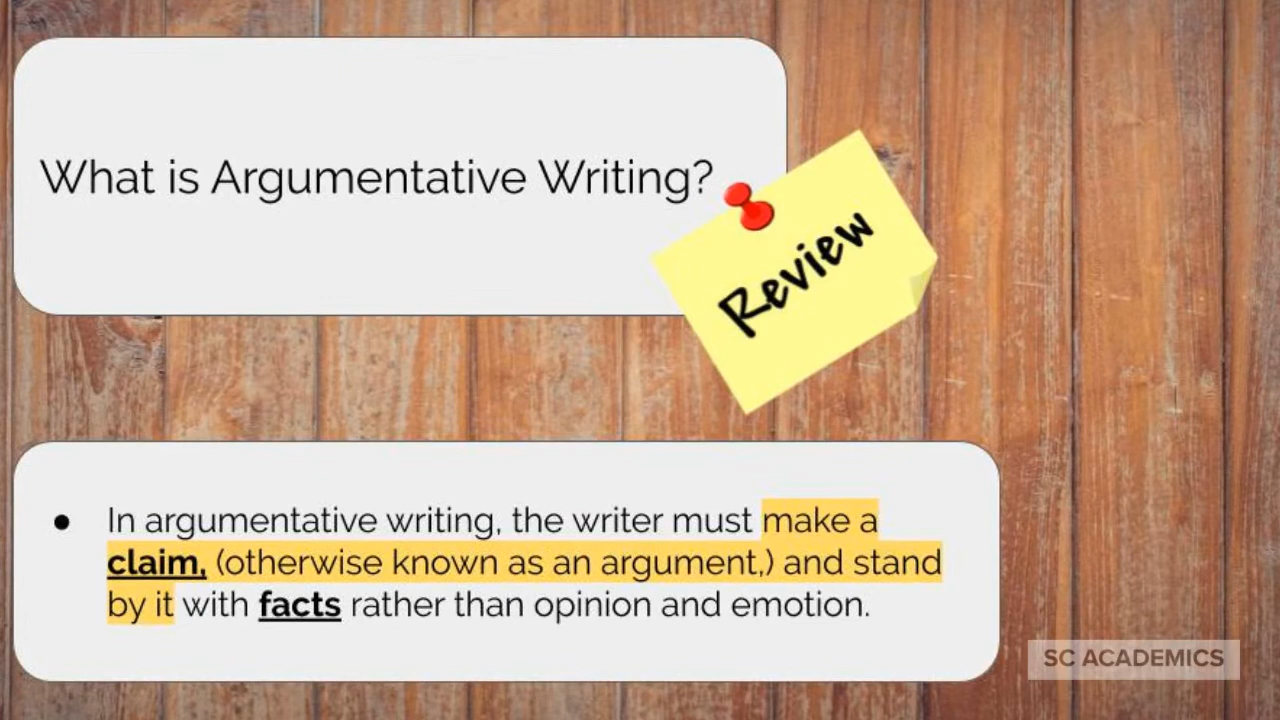 What is Argumentative Writing?
Review
● In argumentative writing, the writer must make a
claim, (otherwise known as an argument,) and stand
by it with facts rather than opinion and emotion.
SC ACADEMICS